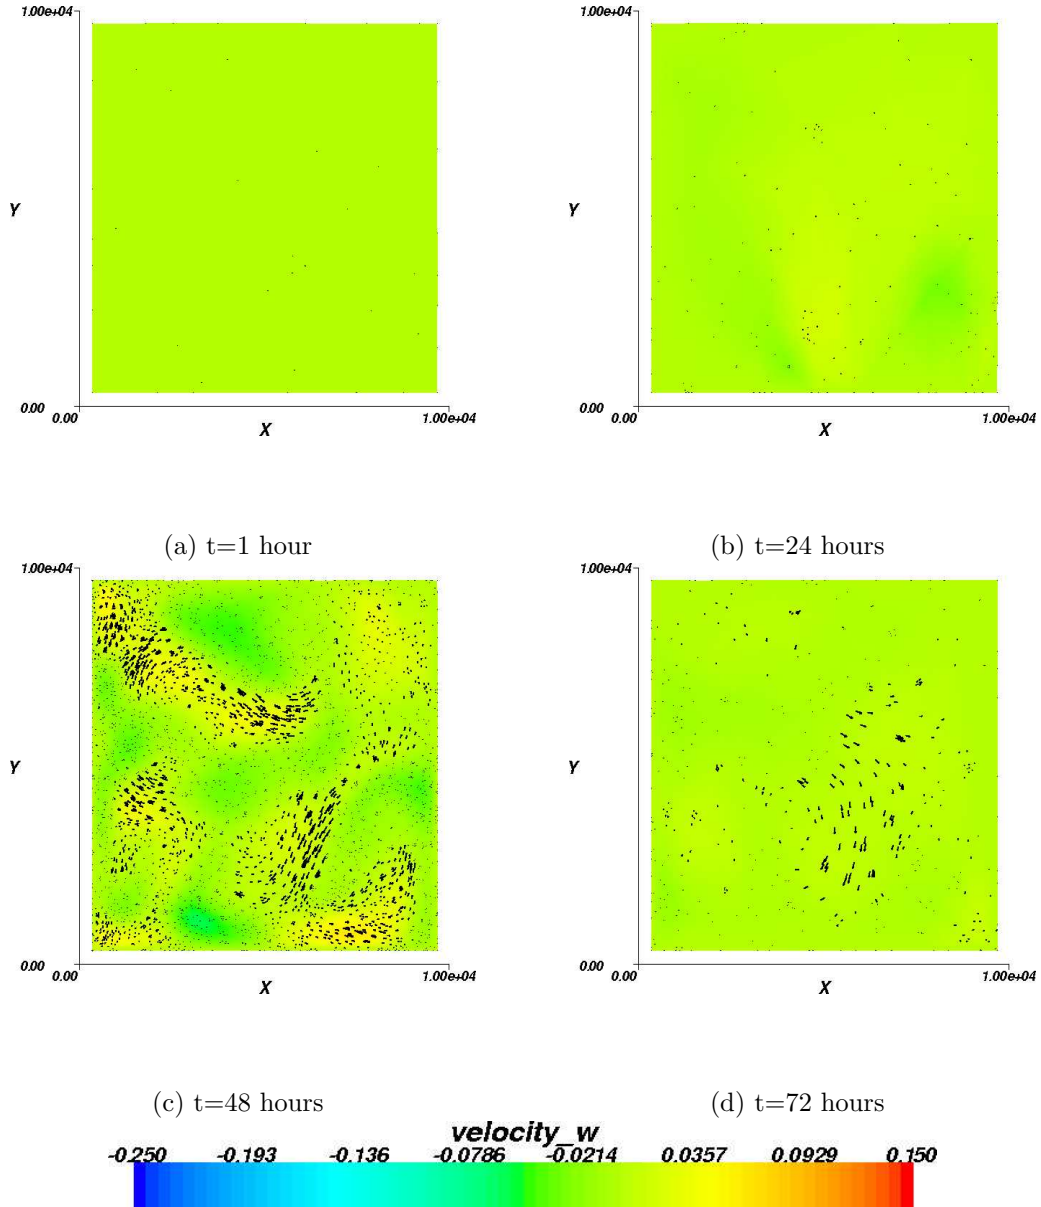 1.00e+04
1.00e+04
Y
Y
0.00
0.00
1.00e+04
0.00
0.00
1.00e+04
X
X
(a) t=1 hour
(b) t=24 hours
1.00e+04
1.00e+04
Y
Y
0.00
0.00
1.00e+04
0.00
0.00
1.00e+04
X
X
(c) t=48 hours
(d) t=72 hours
velocity_w
-0.250 -0.193 -0.136 -0.0786 -0.0214 0.0357 0.0929 0.150